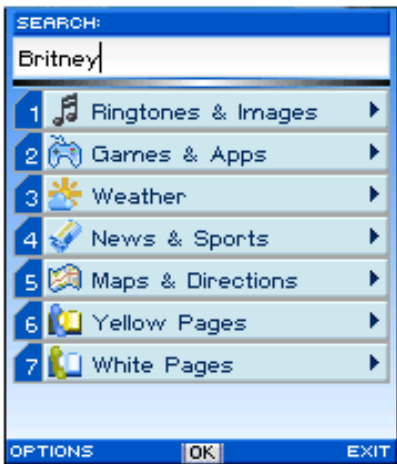 SEARCH:
Britney
1 Ringtones & Images
2 Games & Apps
3 Weather
4 News & Sports
5 Maps & Directions
6 Yellow Pages
7 White Pages
OPTIONS OK EXIT